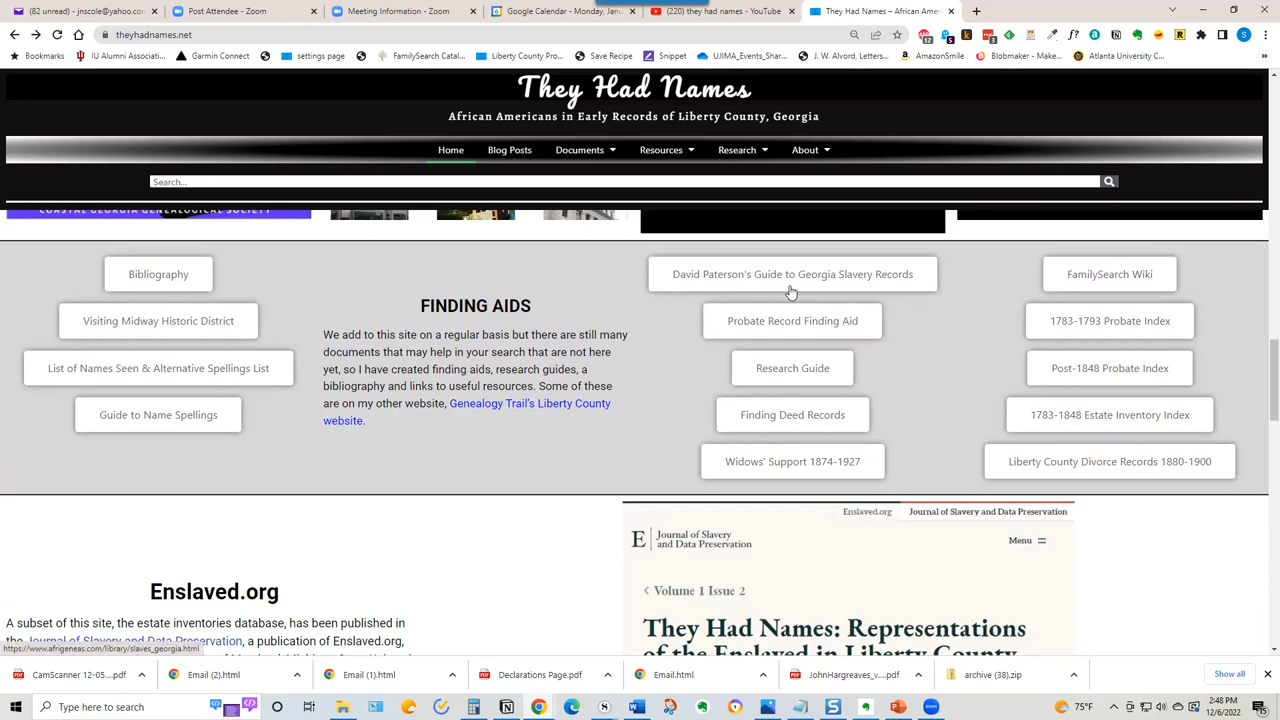 (82 unread) - jnscole@yahoo.co
Post Attendee - Zoom
Meeting Information - Zoom
Google Calendar - Monday, Jan
(220) they had names - YouTube
They Had Names – African Amer
theyhadnames.net
Bookmarks
IU Alumni Associati...
Garmin Connect
settings page
FamilySearch Catal...
Liberty County Pro...
Save Recipe
Snippet
UJIMA_Events_Shar...
J. W. Alvord, Letters...
AmazonSmile
Blobmaker - Make...
Atlanta University C...
They Had Names
African Americans in Early Records of Liberty County, Georgia
Home
Blog Posts
Documents
Resources
Research
About
Search...
COASTAL GEORGIA GENEALOGICAL SOCIETY
Bibliography
Visiting Midway Historic District
List of Names Seen & Alternative Spellings List
Guide to Name Spellings
FINDING AIDS
We add to this site on a regular basis but there are still many
documents that may help in your search that are not here
yet, so I have created finding aids, research guides, a
bibliography and links to useful resources. Some of these
are on my other website, Genealogy Trail's Liberty County
website.
David Paterson's Guide to Georgia Slavery Records
Probate Record Finding Aid
Research Guide
Finding Deed Records
Widows' Support 1874-1927
FamilySearch Wiki
1783-1793 Probate Index
Post-1848 Probate Index
1783-1848 Estate Inventory Index
Liberty County Divorce Records 1880-1900
Enslaved.org
A subset of this site, the estate inventories database, has been published in
the Journal of Slavery and Data Preservation, a publication of Enslaved.org,
Enslaved.org
Journal of Slavery and Data Preservation
E
Journal of Slavery
and Data Preservation
Menu
Volume 1 Issue 2
They Had Names: Representations
of the Enslaved in Liberty County
https://www.afrigeneas.com/library/slaves_georgia.html
CamScanner 12-05....pdf
Email (2).html
Email (1).html
Declarations Page.pdf
Email.html
JohnHargreaves_v....pdf
archive (38).zip
Show all
Type here to search
75°F
2:48 PM
12/6/2022